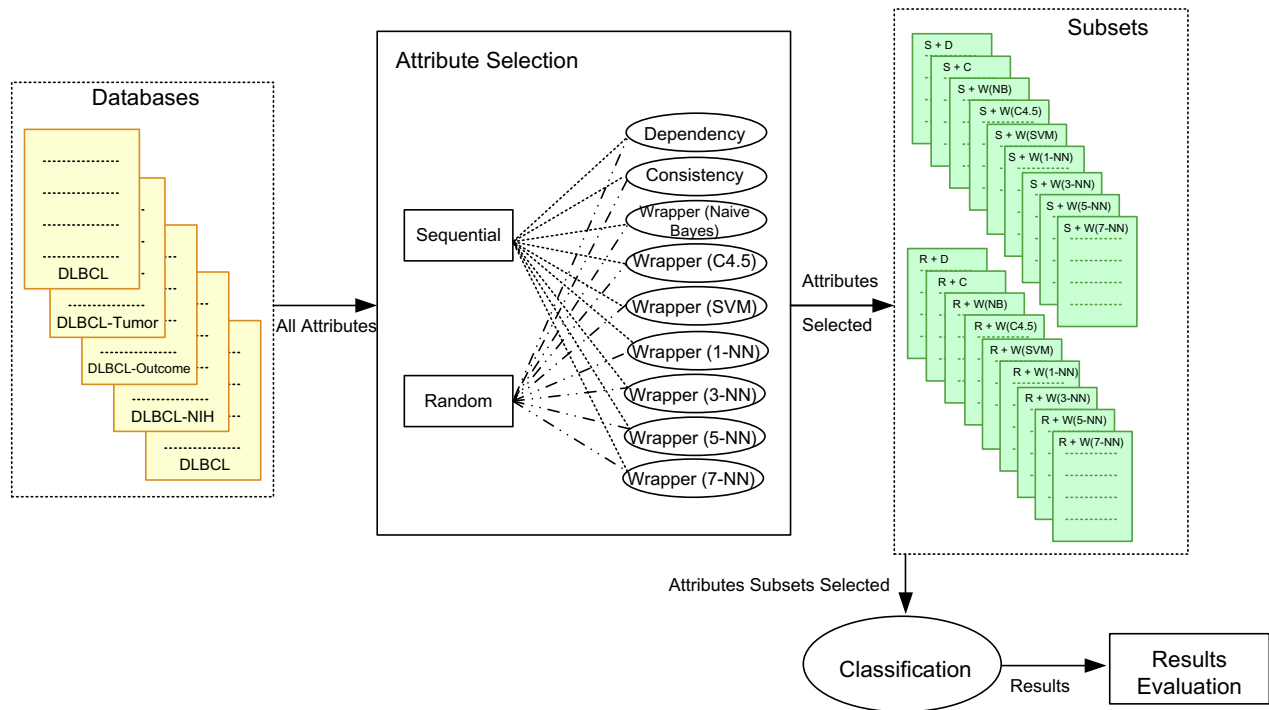 Databases
DLBCL
DLBCL-Tumor
DLBCL-Outcome
DLBCL-NIH
DLBCL
All Attributes
Attribute Selection
Sequential
Random
Dependency
Consistency
Wrapper (Naive
Bayes)
Wrapper (C4.5)
Wrapper (SVM)
Wrapper (1-NN)
Wrapper (3-NN)
Wrapper (5-NN)
Wrapper (7-NN)
Attributes
Selected
Subsets
S + D
S + C
S + W(NB)
S + W(C4.5)
S + W(SVM)
S + W(1-NN)
S + W(3-NN)
S + W(5-NN)
S + W(7-NN)
R + D
R + C
R + W(NB)
R + W(C4.5)
R + W(SVM)
R + W(1-NN)
R + W(3-NN)
R + W(5-NN)
R + W(7-NN)
Attributes Subsets Selected
Classification
Results
Results
Evaluation